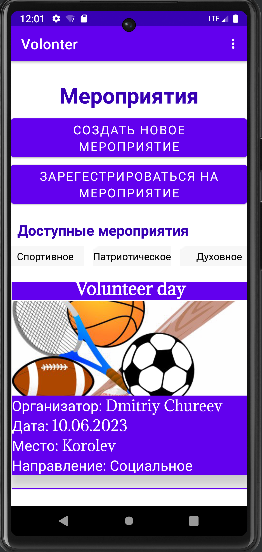 12:01
LTE
Volonter
Мероприятия
СОЗДАТЬ НОВОЕ
МЕРОПРИЯТИЕ
ЗАРЕГЕСТРИРОВАТЬСЯ НА
МЕРОПРИЯТИЕ
Доступные мероприятия
Спортивное Патриотическое Духовное
Volunteer day
Организатор: Dmitriy Chureev
Дата: 10.06.2023
Место: Korolev
Направление: Социальное